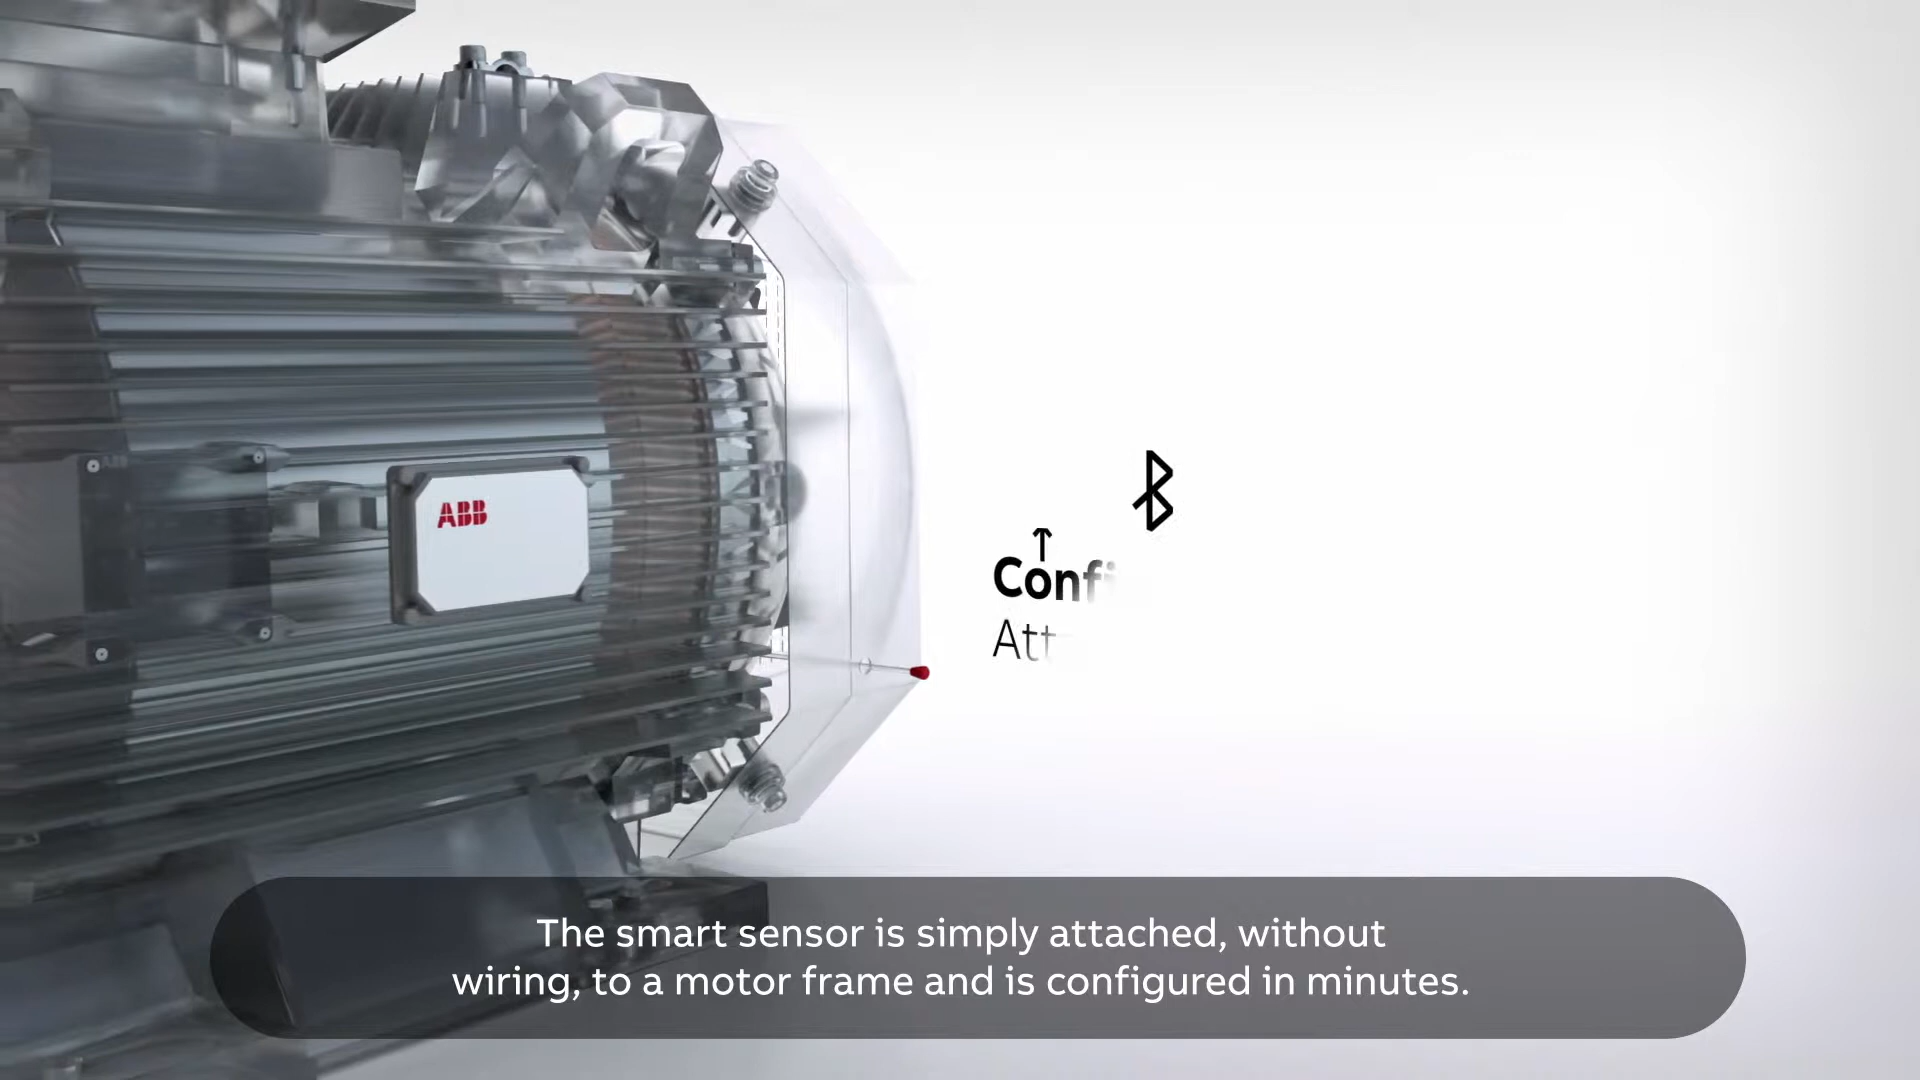 ABB
The smart sensor is simply attached, without
wiring, to a motor frame and is configured in minutes.